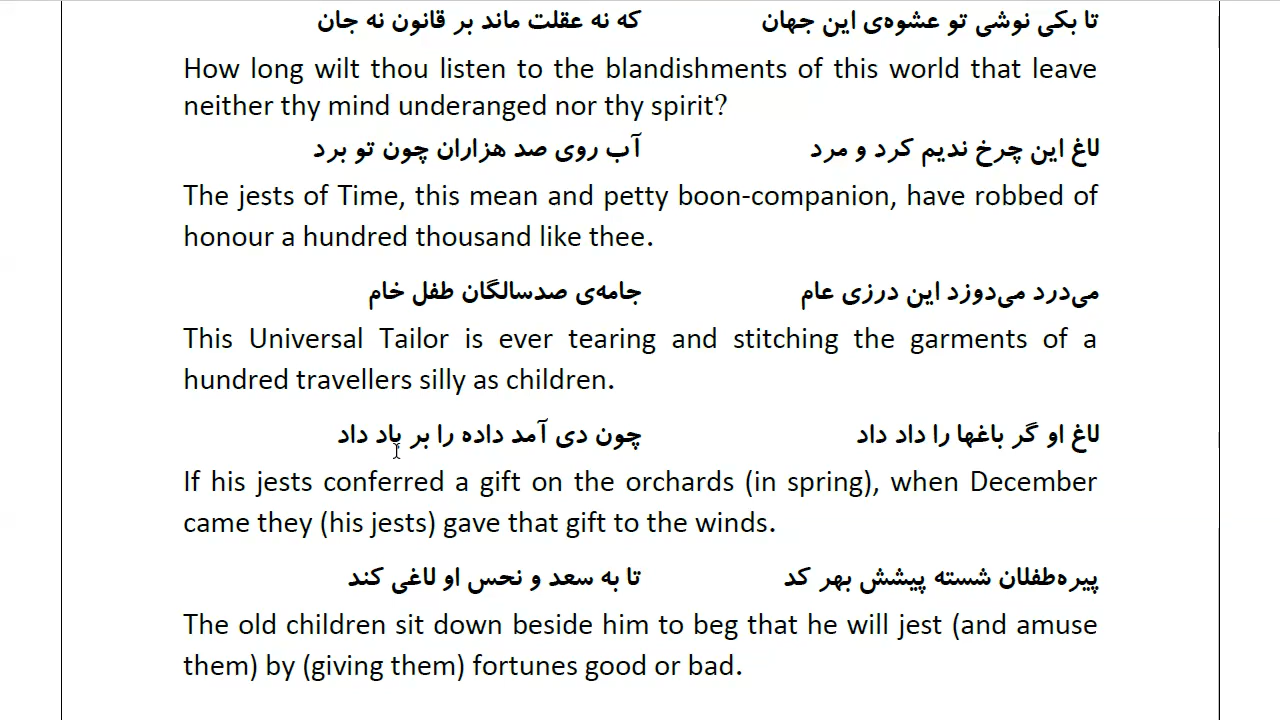 تا بکی نوشی تو عشوه‌ی این جهان که نه عقلت ماند بر قانون نه جان
How long wilt thou listen to the blandishments of this world that leave
neither thy mind underanged nor thy spirit?
لاغ این چرخ ندیم کرد و مرد آب روی صد هزاران چون تو برد
The jests of Time, this mean and petty boon-companion, have robbed of
honour a hundred thousand like thee.
می‌درد می‌دوزد این درزی عام جامه‌ی صدسالگان طفل خام
This Universal Tailor is ever tearing and stitching the garments of a
hundred travellers silly as children.
لاغ او گر باغها را داد داد چون دی آمد داده را بر باد داد
If his jests conferred a gift on the orchards (in spring), when December
came they (his jests) gave that gift to the winds.
پیره‌طفلان شسته پیشش بهر کد تا به سعد و نحس او لاغی کند
The old children sit down beside him to beg that he will jest (and amuse
them) by (giving them) fortunes good or bad.